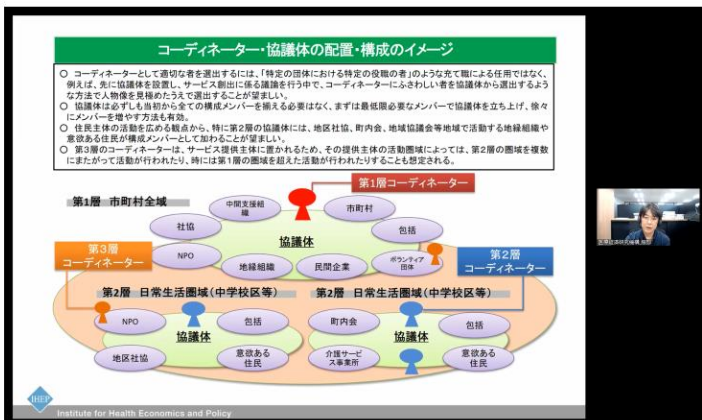 コーディネーター・協議体の配置・構成のイメージ
○ コーディネーターとして適切な者を選出するには、「特定の団体における特定の役職の者」のような充て職による任用ではなく、
例えば、先に協議体を設置し、サービス創出に係る議論を行う中で、コーディネーターにふさわしい者を協議体から選出するよう
な方法で人物像を見極めたうえで選出することが望ましい。
○ 協議体は必ずしも当初から全ての構成メンバーを揃える必要はなく、まずは最低限必要なメンバーで協議体を立ち上げ、徐々
にメンバーを増やす方法も有効。
○ 住民主体の活動を広める観点から、特に第2層の協議体には、地区社協、町内会、地域協議会等地域で活動する地縁組織や
意欲ある住民が構成メンバーとして加わることが望ましい。
○ 第3層のコーディネーターは、サービス提供主体に置かれるため、その提供主体の活動圏域によっては、第2層の圏域を複数
にまたがって活動が行われたり、時には第1層の圏域を超えた活動が行われたりすることも想定される。
第1層コーディネーター
第1層 市町村全域
中間支援組
織
市町村
社協
協議体
包括
第3層
コーディネーター
NPO
地縁組織
民間企業
ボランティア
団体
第2層
コーディネーター
第2層 日常生活圏域(中学校区等)
第2層 日常生活圏域(中学校区等)
NPO
包括
協議体
地区社協
意欲ある
住民
町内会
包括
協議体
介護サービ
ス事業所
意欲ある
住民
IHEP
Institute for Health Economics and Policy